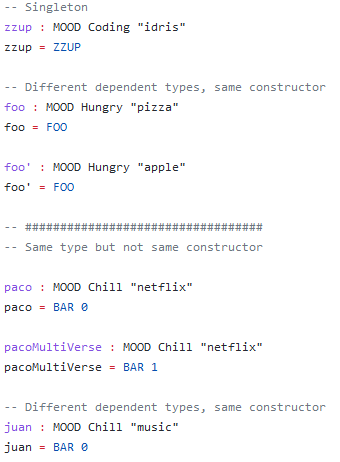 -- Singleton
zzup : MOOD Coding "idris"
zzup = ZZUP
-- Different dependent types, same constructor
foo : MOOD Hungry "pizza"
foo = FOO
foo' : MOOD Hungry "apple"
foo' = FOO
-- ##################################
-- Same type but not same constructor
paco : MOOD Chill "netflix"
paco = BAR 0
pacoMultiVerse : MOOD Chill "netflix"
pacoMultiVerse = BAR 1
-- Different dependent types, same constructor
juan : MOOD Chill "music"
juan = BAR 0